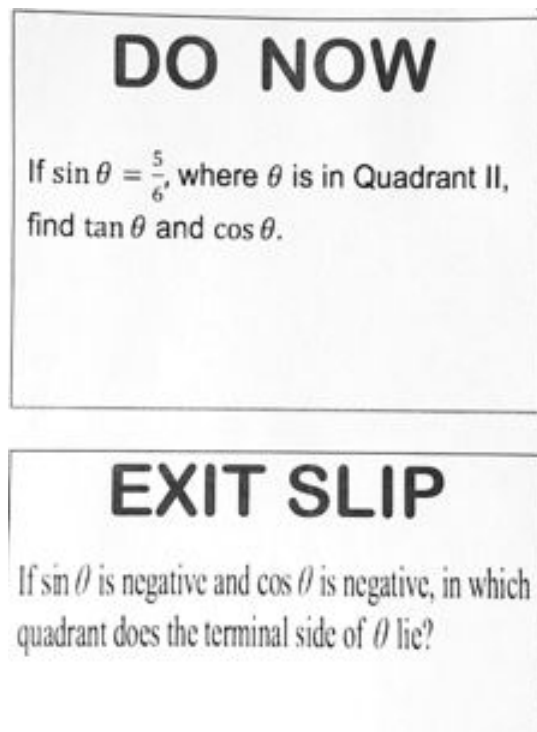 DO NOW
If sin θ = 5/6, where θ is in Quadrant II,
find tan θ and cos θ.
EXIT SLIP
If sin θ is negative and cos θ is negative, in which
quadrant does the terminal side of θ lie?